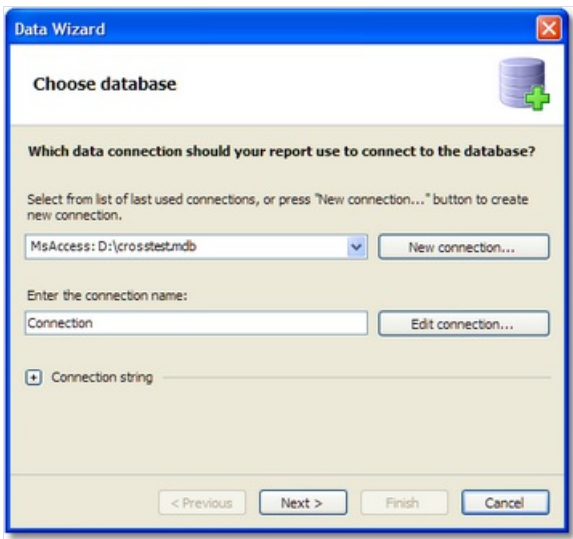 Data Wizard
Choose database
Which data connection should your report use to connect to the database?
Select from list of last used connections, or press "New connection..." button to create
new connection.
MsAccess: D:\crosstest.mdb
New connection...
Enter the connection name:
Connection
Edit connection...
Connection string
< Previous
Next >
Finish
Cancel